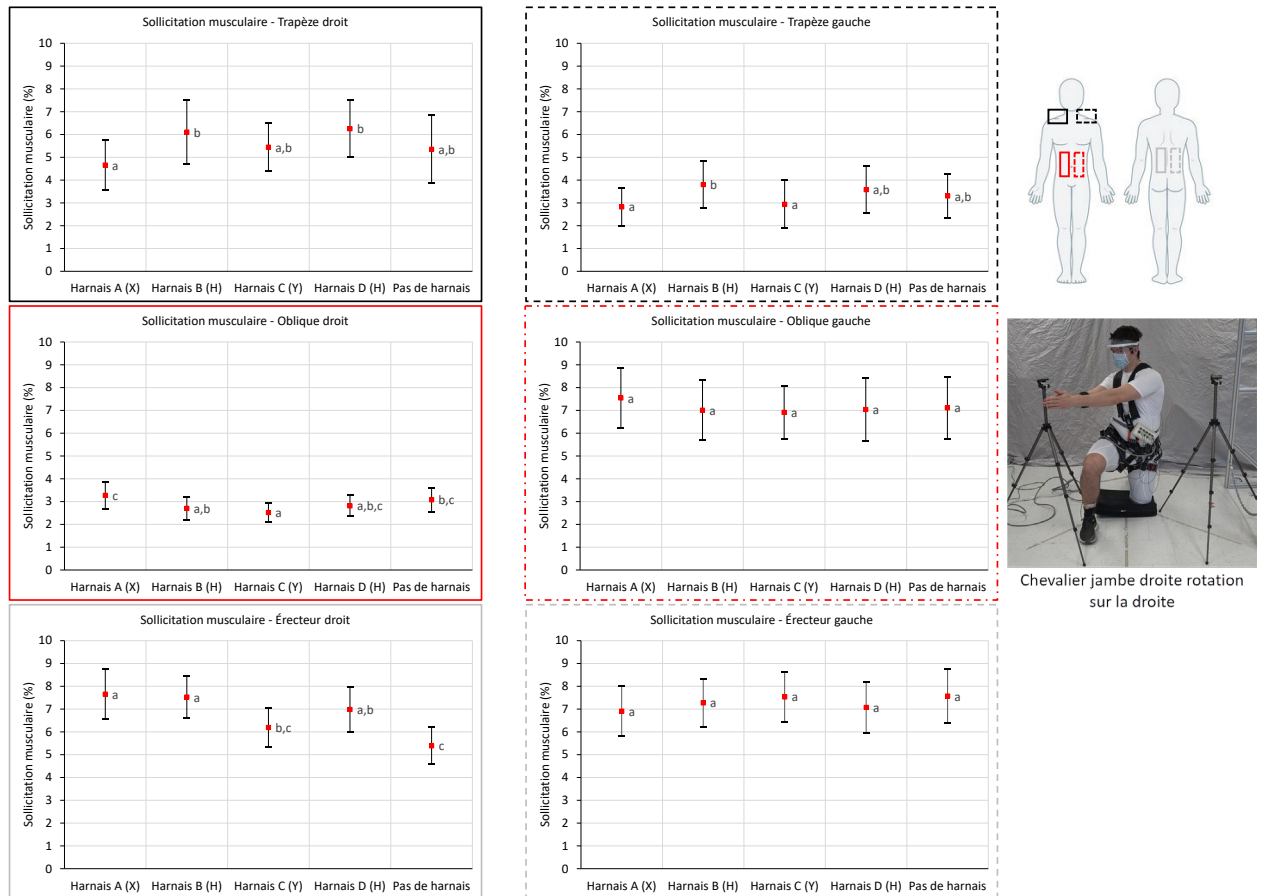 Sollicitation musculaire - Trapèze droit
Sollicitation musculaire (%)
10
9
8
7
6
5
4
3
2
1
0
a
b
a,b
b
a,b
Harnais A (X) Harnais B (H) Harnais C (Y) Harnais D (H) Pas de harnais
Sollicitation musculaire - Trapèze gauche
Sollicitation musculaire (%)
10
9
8
7
6
5
4
3
2
1
0
a
b
a
a,b
a,b
Harnais A (X) Harnais B (H) Harnais C (Y) Harnais D (H) Pas de harnais
Sollicitation musculaire - Oblique droit
Sollicitation musculaire (%)
10
9
8
7
6
5
4
3
2
1
0
c
a,b
a
a,b,c
b,c
Harnais A (X) Harnais B (H) Harnais C (Y) Harnais D (H) Pas de harnais
Sollicitation musculaire - Oblique gauche
Sollicitation musculaire (%)
10
9
8
7
6
5
4
3
2
1
0
a
a
a
a
a
Harnais A (X) Harnais B (H) Harnais C (Y) Harnais D (H) Pas de harnais
Chevalier jambe droite rotation
sur la droite
Sollicitation musculaire - Érecteur droit
Sollicitation musculaire (%)
10
9
8
7
6
5
4
3
2
1
0
a
a
b,c
a,b
c
Harnais A (X) Harnais B (H) Harnais C (Y) Harnais D (H) Pas de harnais
Sollicitation musculaire - Érecteur gauche
Sollicitation musculaire (%)
10
9
8
7
6
5
4
3
2
1
0
a
a
a
a
a
Harnais A (X) Harnais B (H) Harnais C (Y) Harnais D (H) Pas de harnais